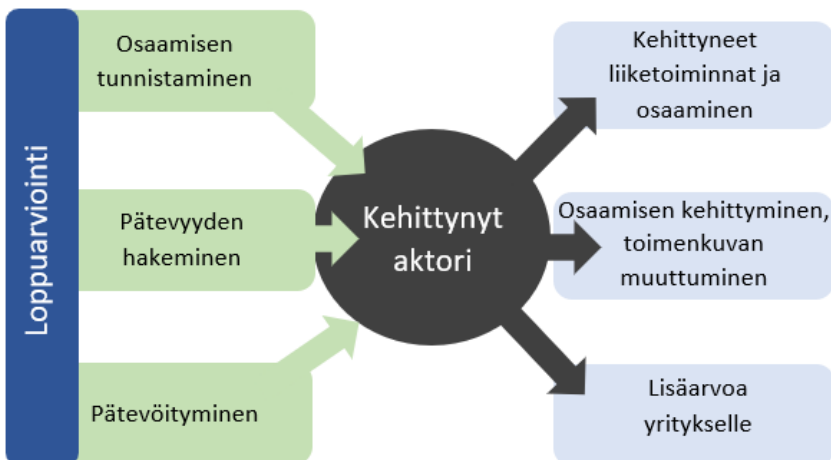 Loppuarviointi
Osaamisen
tunnistaminen
Pätevyyden
hakeminen
Pätevöityminen
Kehittynyt
aktori
Kehittyneet
liiketoiminnat ja
osaaminen
Osaamisen kehittyminen,
toimenkuvan
muuttuminen
Lisäarvoa
yritykselle